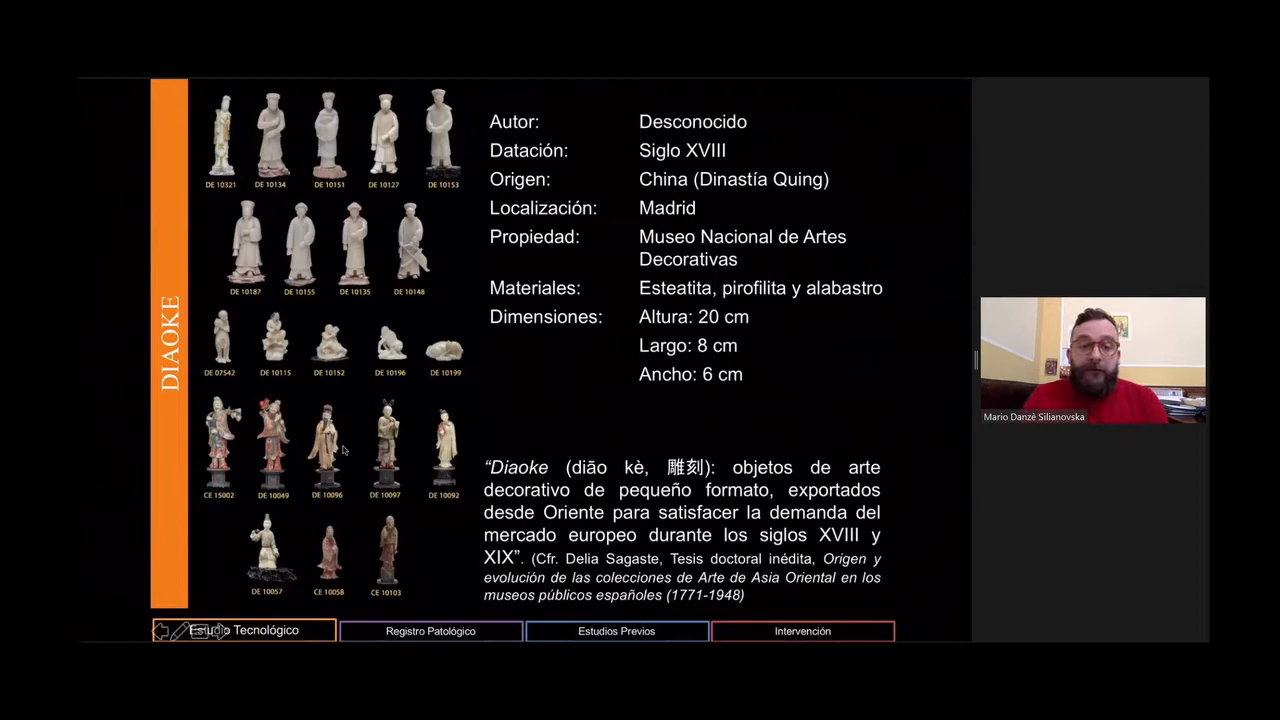 DIAOKE
DE 10321 DE 10134 DE 10151 DE 10127 DE 10153
DE 10187 DE 10155 DE 10135 DE 10148
DE 07542 DE 10115 DE 10152 DE 10196 DE 10199
CE 15002 DE 10049 DE 10096 DE 10097 DE 10092
DE 10057 CE 10058 CE 10103
Autor: Desconocido
Datación: Siglo XVIII
Origen: China (Dinastía Quing)
Localización: Madrid
Propiedad: Museo Nacional de Artes
Decorativas
Materiales: Esteatita, pirofilita y alabastro
Dimensiones: Altura: 20 cm
Largo: 8 cm
Ancho: 6 cm
“Diaoke (diāo kè, 雕刻): objetos de arte
decorativo de pequeño formato, exportados
desde Oriente para satisfacer la demanda del
mercado europeo durante los siglos XVIII y
XIX”. (Cfr. Delia Sagaste, Tesis doctoral inédita, Origen y
evolución de las colecciones de Arte de Asia Oriental en los
museos públicos españoles (1771-1948)
Estudio Tecnológico Registro Patológico Estudios Previos Intervención
Mario Danzè Silianovska